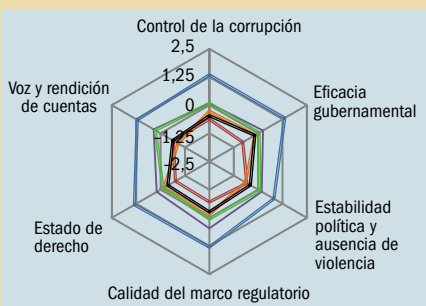 Control de la corrupción
2,5
1,25
0
-1,25
-2,5
Voz y rendición
de cuentas
Eficacia
gubernamental
Estado de
derecho
Estabilidad
política y
ausencia de
violencia
Calidad del marco regulatorio